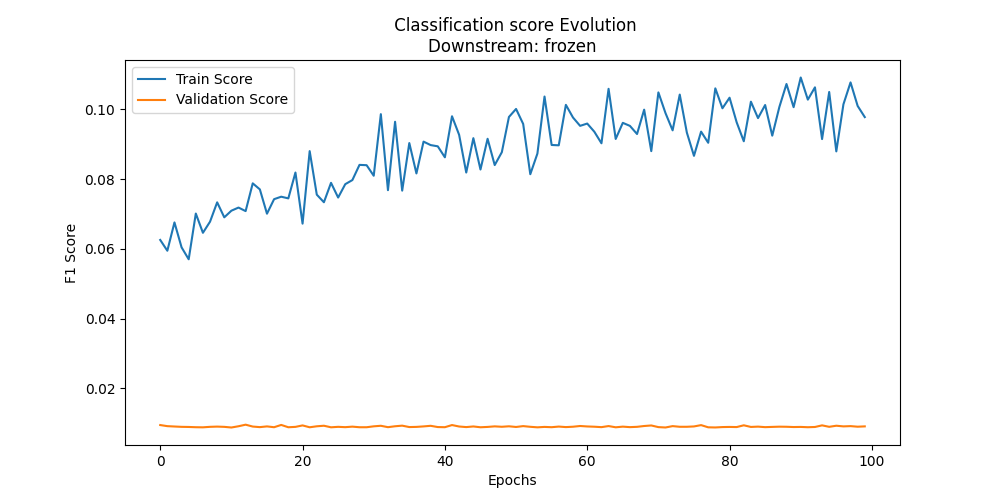 Classification score Evolution
Downstream: frozen
Train Score
Validation Score
0.10
0.08
0.06
0.04
0.02
F1 Score
0 20 40 60 80 100
Epochs